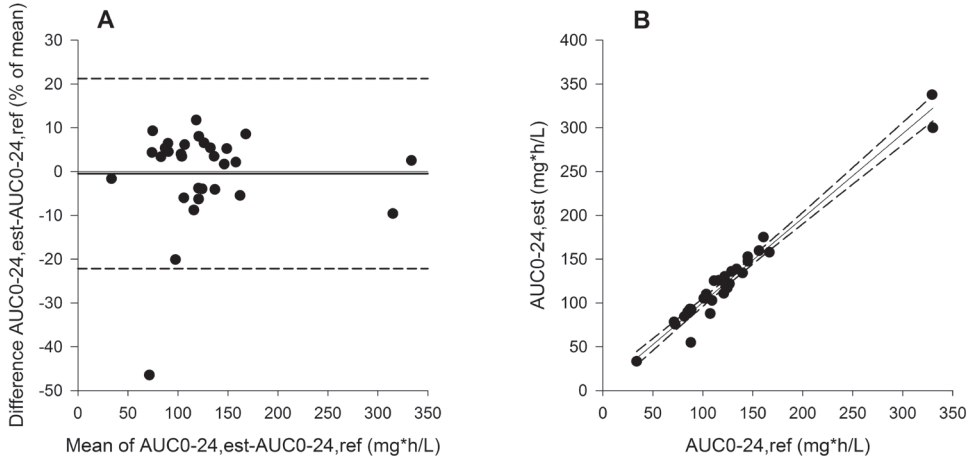 A
Difference AUC0-24,est-AUC0-24,ref (% of mean)
30
20
10
0
-10
-20
-30
-40
-50
0 50 100 150 200 250 300 350
Mean of AUC0-24,est-AUC0-24,ref (mg*h/L)
B
AUC0-24,est (mg*h/L)
400
350
300
250
200
150
100
50
0
0 50 100 150 200 250 300 350
AUC0-24,ref (mg*h/L)